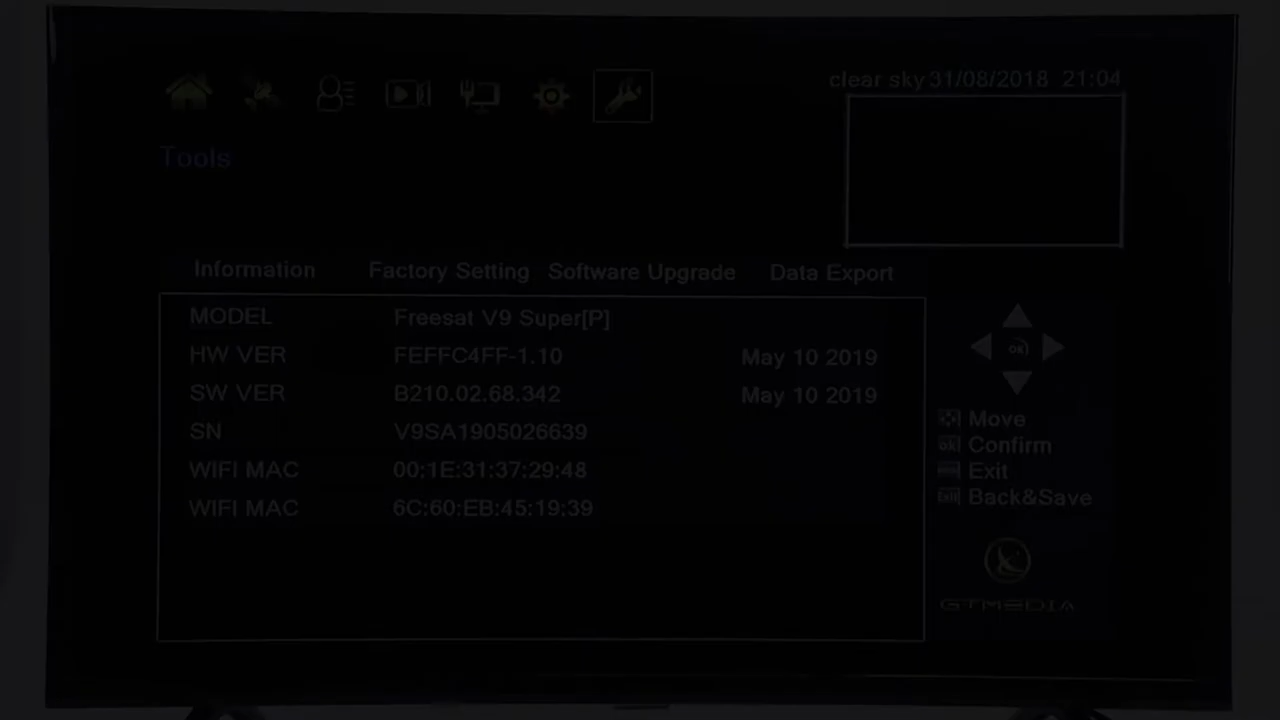 clear sky 31/08/2018 21:04
Tools
Information Factory Setting Software Upgrade Data Export
MODEL Freesat V9 Super[P]
HW VER FEFFC4FF-1.10 May 10 2019
SW VER B210.02.68.342 May 10 2019
SN V9SA1905026639
WIFI MAC 00:1E:31:37:29:48
WIFI MAC 6C:60:EB:45:19:39
OK
Move
OK Confirm
Exit
Back&Save
GTMEDIA